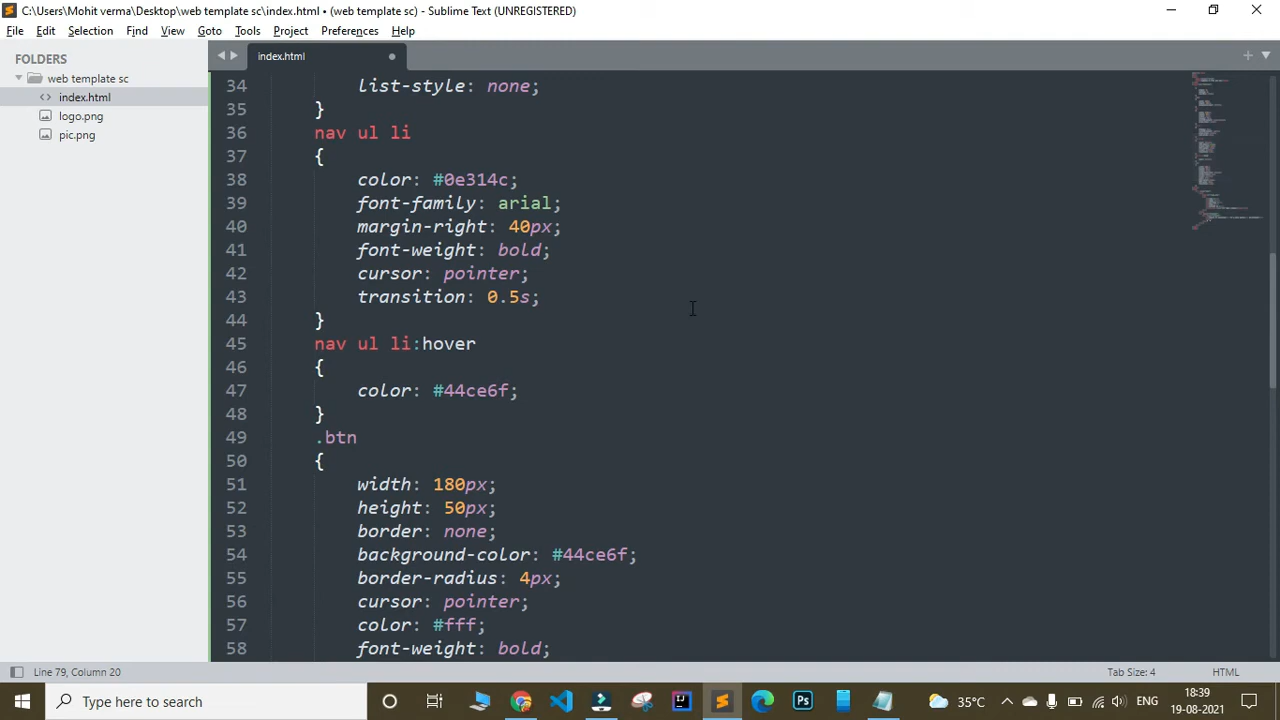 C:\Users\Mohit verma\Desktop\web template sc\index.html • (web template sc) - Sublime Text (UNREGISTERED)
File Edit Selection Find View Goto Tools Project Preferences Help
FOLDERS
web template sc
index.html
logo.png
pic.png
index.html
34 list-style: none;
35 }
36 nav ul li
37 {
38 color: #0e314c;
39 font-family: arial;
40 margin-right: 40px;
41 font-weight: bold;
42 cursor: pointer;
43 transition: 0.5s;
44 }
45 nav ul li:hover
46 {
47 color: #44ce6f;
48 }
49 .btn
50 {
51 width: 180px;
52 height: 50px;
53 border: none;
54 background-color: #44ce6f;
55 border-radius: 4px;
56 cursor: pointer;
57 color: #fff;
58 font-weight: bold;
Line 79, Column 20 Tab Size: 4 HTML
Type here to search 35°C ENG 18:39
19-08-2021